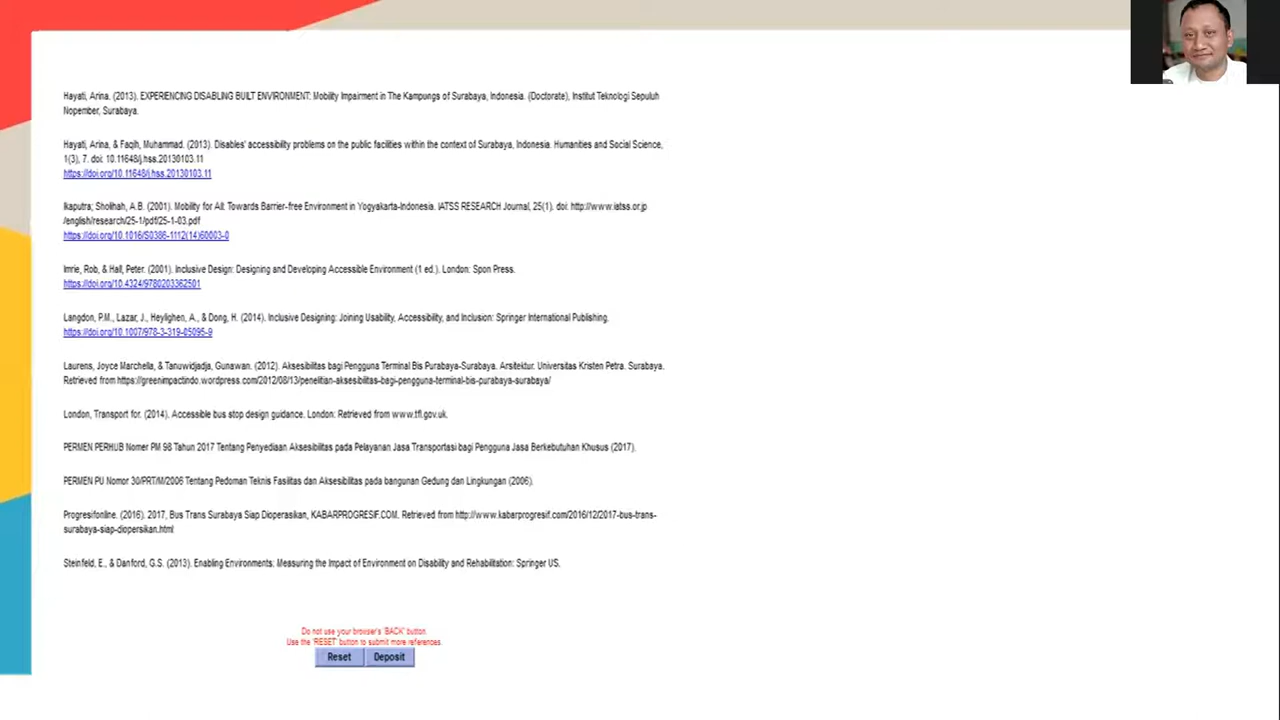 Hayati, Arina. (2013). EXPERIENCING DISABLING BUILT ENVIRONMENT: Mobility Impairment in The Kampungs of Surabaya, Indonesia. (Doctorate), Institut Teknologi Sepuluh
Nopember, Surabaya.
Hayati, Arina, & Faqih, Muhammad. (2013). Disables' accessibility problems on the public facilities within the context of Surabaya, Indonesia. Humanities and Social Science,
1(3), 7. doi: 10.11648/j.hss.20130103.11
https://doi.org/10.11648/j.hss.20130103.11
Ikaputra; Sholihah, A.B. (2001). Mobility for All: Towards Barrier-free Environment in Yogyakarta-Indonesia. IATSS RESEARCH Journal, 25(1). doi: http://www.iatss.or.jp
/english/research/25-1/pdf/25-1-03.pdf
https://doi.org/10.1016/S0386-1112(14)60003-0
Imrie, Rob, & Hall, Peter. (2001). Inclusive Design: Designing and Developing Accessible Environment (1 ed.). London: Spon Press.
https://doi.org/10.4324/9780203362501
Langdon, P.M., Lazar, J., Heylighen, A., & Dong, H. (2014). Inclusive Designing: Joining Usability, Accessibility, and Inclusion: Springer International Publishing.
https://doi.org/10.1007/978-3-319-05095-9
Laurens, Joyce Marchella, & Tanuwidjadja, Gunawan. (2012). Aksesibilitas bagi Pengguna Terminal Bis Purabaya-Surabaya. Arsitektur. Universitas Kristen Petra. Surabaya.
Retrieved from https://greenimpactindo.wordpress.com/2012/08/13/penelitian-aksesibilitas-bagi-pengguna-terminal-bis-purabaya-surabaya/
London, Transport for. (2014). Accessible bus stop design guidance. London: Retrieved from www.tfl.gov.uk.
PERMEN PERHUB Nomer PM 98 Tahun 2017 Tentang Penyediaan Aksesibilitas pada Pelayanan Jasa Transportasi bagi Pengguna Jasa Berkebutuhan Khusus (2017).
PERMEN PU Nomor 30/PRT/M/2006 Tentang Pedoman Teknis Fasilitas dan Aksesibilitas pada bangunan Gedung dan Lingkungan (2006).
Progresifonline. (2016). 2017, Bus Trans Surabaya Siap Dioperasikan, KABARPROGRESIF.COM. Retrieved from http://www.kabarprogresif.com/2016/12/2017-bus-trans-
surabaya-siap-diopersikan.html
Steinfeld, E., & Danford, G.S. (2013). Enabling Environments: Measuring the Impact of Environment on Disability and Rehabilitation: Springer US.
Do not use your browser's 'BACK' button
Use the 'RESET' button to submit more references
Reset Deposit